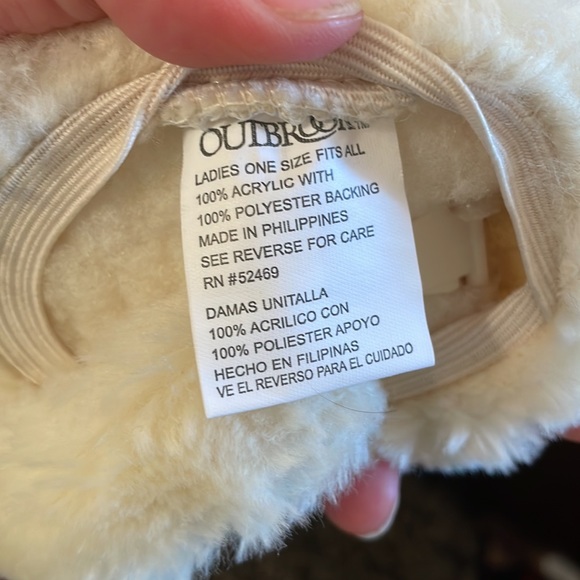 OUTBROOK
LADIES ONE SIZE FITS ALL
100% ACRYLIC WITH
100% POLYESTER BACKING
MADE IN PHILIPPINES
SEE REVERSE FOR CARE
RN #52469
DAMAS UNITALLA
100% ACRILICO CON
100% POLIESTER APOYO
HECHO EN FILIPINAS
VE EL REVERSO PARA EL CUIDADO